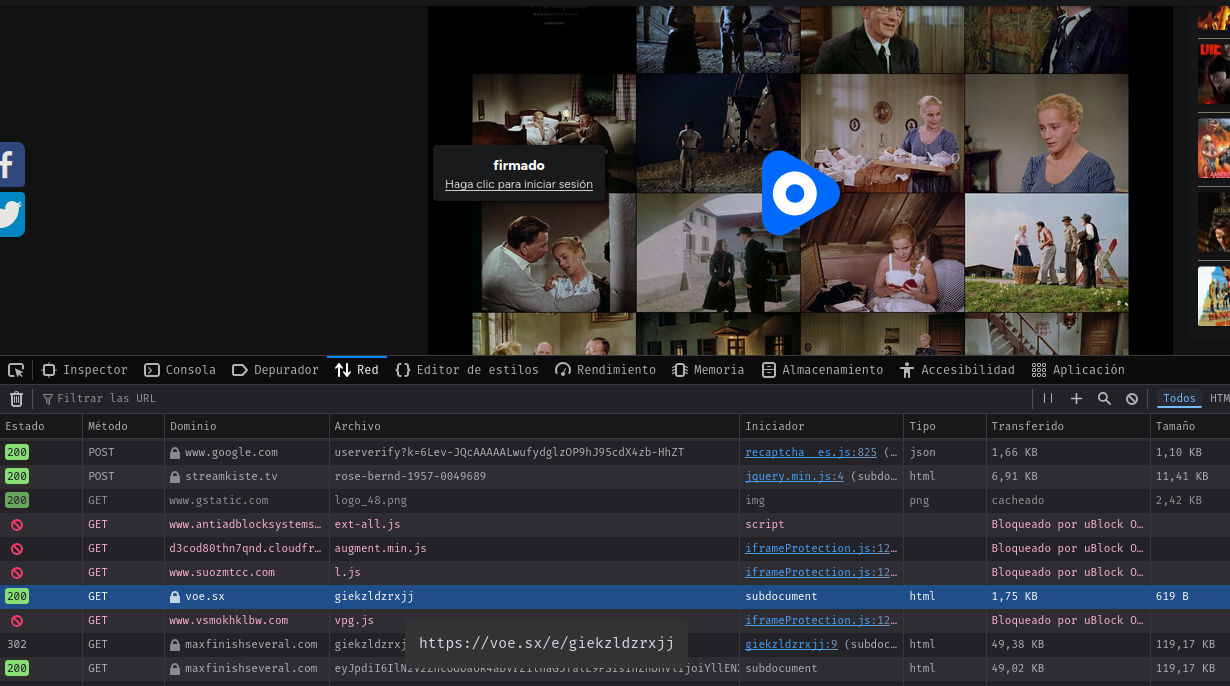 firmado
Haga clic para iniciar sesión
Inspector Consola Depurador Red Editor de estilos Rendimiento Memoria Almacenamiento Accesibilidad Aplicación
Filtrar las URL Todos HTM
Estado Método Dominio Archivo Iniciador Tipo Transferido Tamaño
200 POST www.google.com userverify?k=6Lev-JQcAAAAALwufydglzOP9hJ95cdX4zb-HhZT recaptcha__es.js:825 (… json 1,66 KB 1,10 KB
200 POST streamkiste.tv rose-bernd-1957-0049689 jquery.min.js:4 (subdo… html 6,91 KB 11,41 KB
200 GET www.gstatic.com logo_48.png img png cacheado 2,42 KB
GET www.antiadblocksystems… ext-all.js script Bloqueado por uBlock O…
GET d3cod80thn7qnd.cloudfr… augment.min.js iframeProtection.js:12… Bloqueado por uBlock O…
GET www.suozmtcc.com l.js iframeProtection.js:12… Bloqueado por uBlock O…
200 GET voe.sx giekzldzrxjj subdocument html 1,75 KB 619 B
GET www.vsmokhklbw.com vpg.js iframeProtection.js:12… Bloqueado por uBlock O…
302 GET maxfinishseveral.com giekzldzrxj giekzldzrxjj:9 (subdoc… html 49,38 KB 119,17 KB
https://voe.sx/e/giekzldzrxjj
200 GET maxfinishseveral.com subdocument html 49,02 KB 119,17 KB